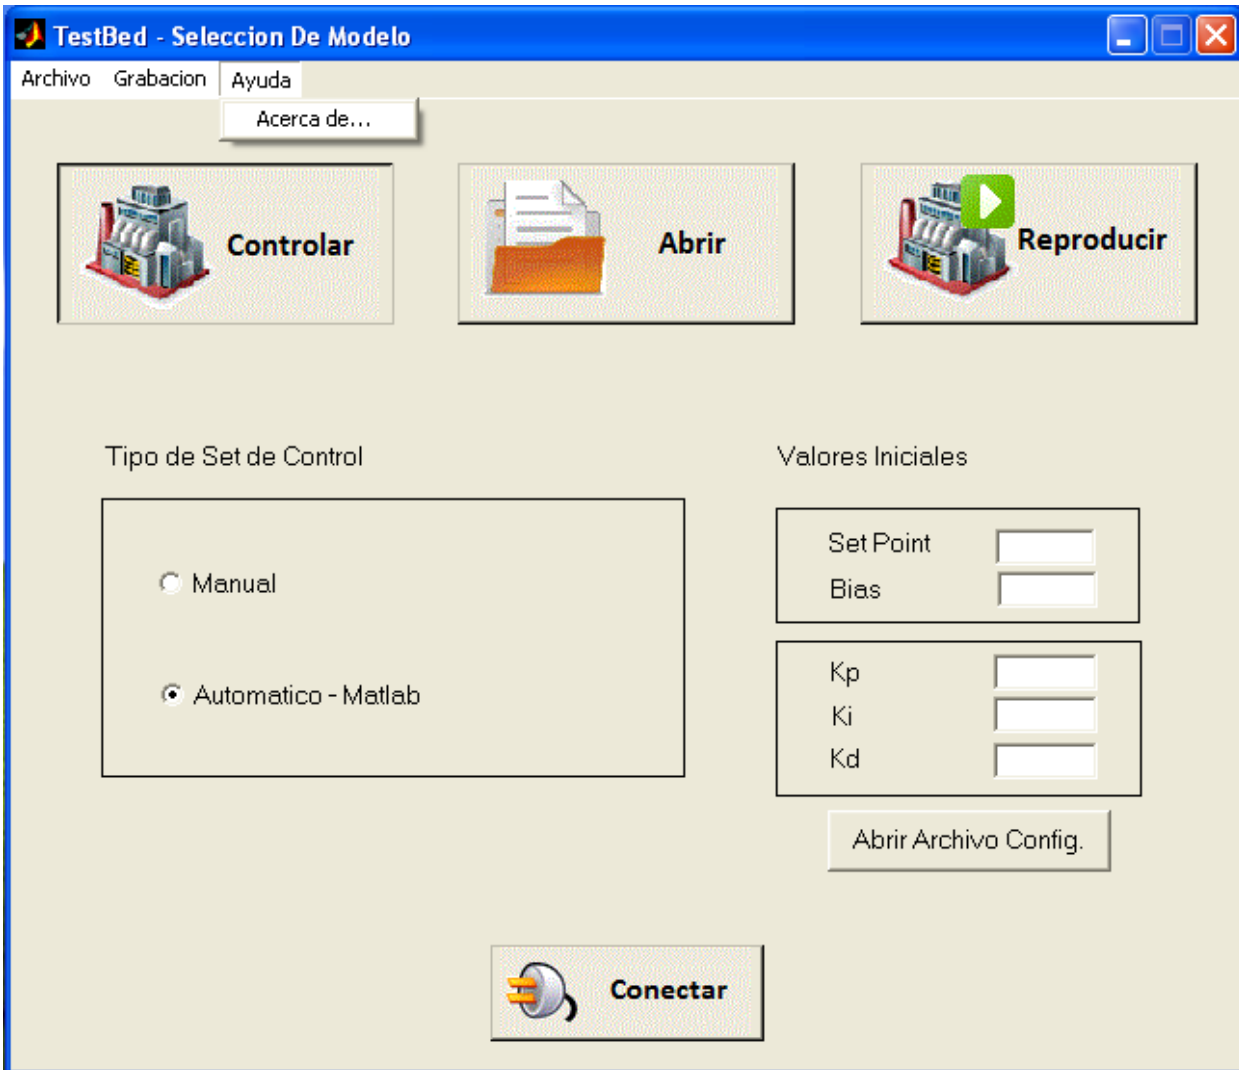 TestBed - Seleccion De Modelo
Archivo Grabacion Ayuda
Acerca de...
Controlar
Abrir
Reproducir
Tipo de Set de Control
Manual
Automatico - Matlab
Valores Iniciales
Set Point
Bias
Kp
Ki
Kd
Abrir Archivo Config.
Conectar